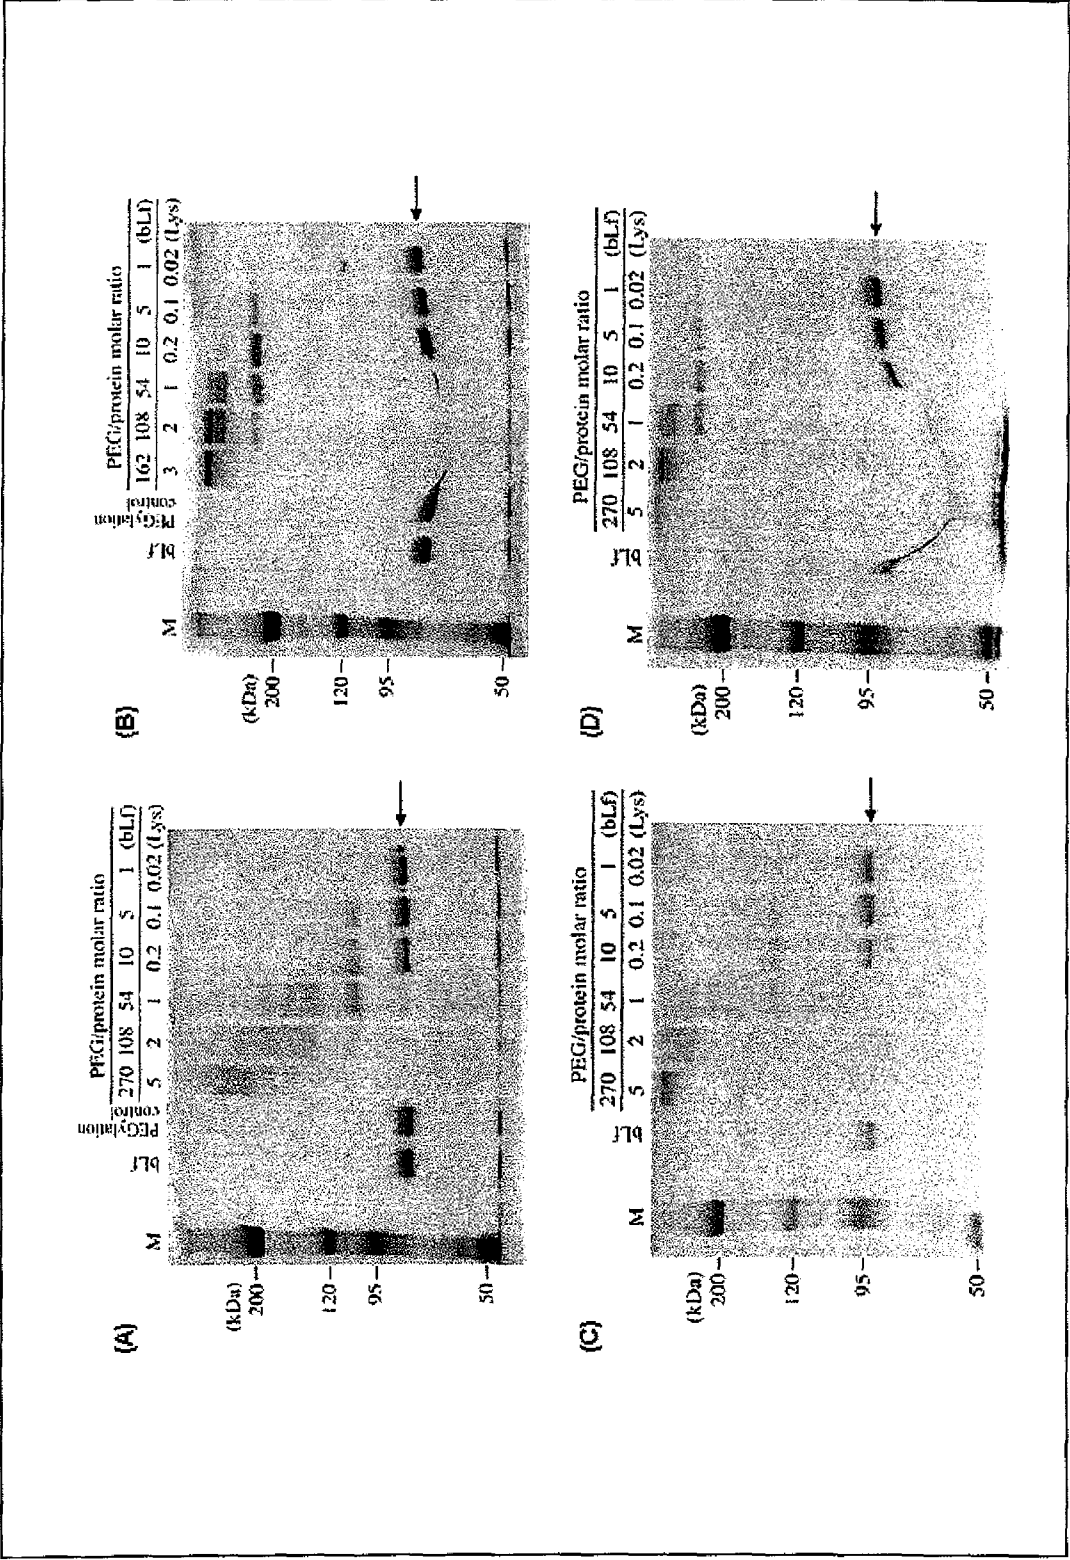 (A)
PEG/protein molar ratio
M bLf PEGylation control 270 108 54 10 5 1 (bLf)
5 2 1 0.2 0.1 0.02 (Lys)
(kDa)
200
120
95
50
(B)
PEG/protein molar ratio
M bLf PEGylation control 162 108 54 10 5 1 (bLf)
3 2 1 0.2 0.1 0.02 (Lys)
(kDa)
200
120
95
50
(C)
PEG/protein molar ratio
M bLf 270 108 54 10 5 1 (bLf)
5 2 1 0.2 0.1 0.02 (Lys)
(kDa)
200
120
95
50
(D)
PEG/protein molar ratio
M bLf 270 108 54 10 5 1 (bLf)
5 2 1 0.2 0.1 0.02 (Lys)
(kDa)
200
120
95
50